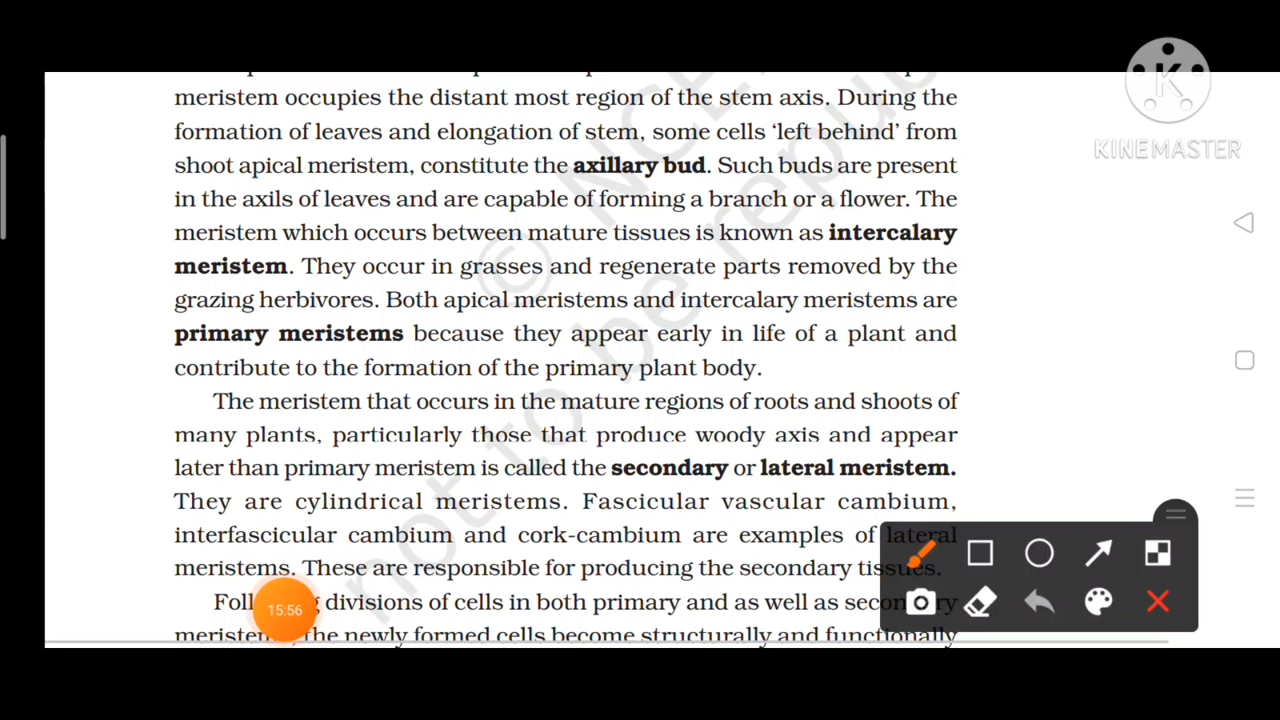 meristem occupies the distant most region of the stem axis. During the
formation of leaves and elongation of stem, some cells ‘left behind’ from
shoot apical meristem, constitute the axillary bud. Such buds are present
in the axils of leaves and are capable of forming a branch or a flower. The
meristem which occurs between mature tissues is known as intercalary
meristem. They occur in grasses and regenerate parts removed by the
grazing herbivores. Both apical meristems and intercalary meristems are
primary meristems because they appear early in life of a plant and
contribute to the formation of the primary plant body.
The meristem that occurs in the mature regions of roots and shoots of
many plants, particularly those that produce woody axis and appear
later than primary meristem is called the secondary or lateral meristem.
They are cylindrical meristems. Fascicular vascular cambium,
interfascicular cambium and cork-cambium are examples of lateral
meristems. These are responsible for producing the secondary tissues.
divisions of cells in both primary and as well as secondary
the newly formed cells become structurally and functionally
15:56
K
KINEMASTER
© NCE
not to be repu